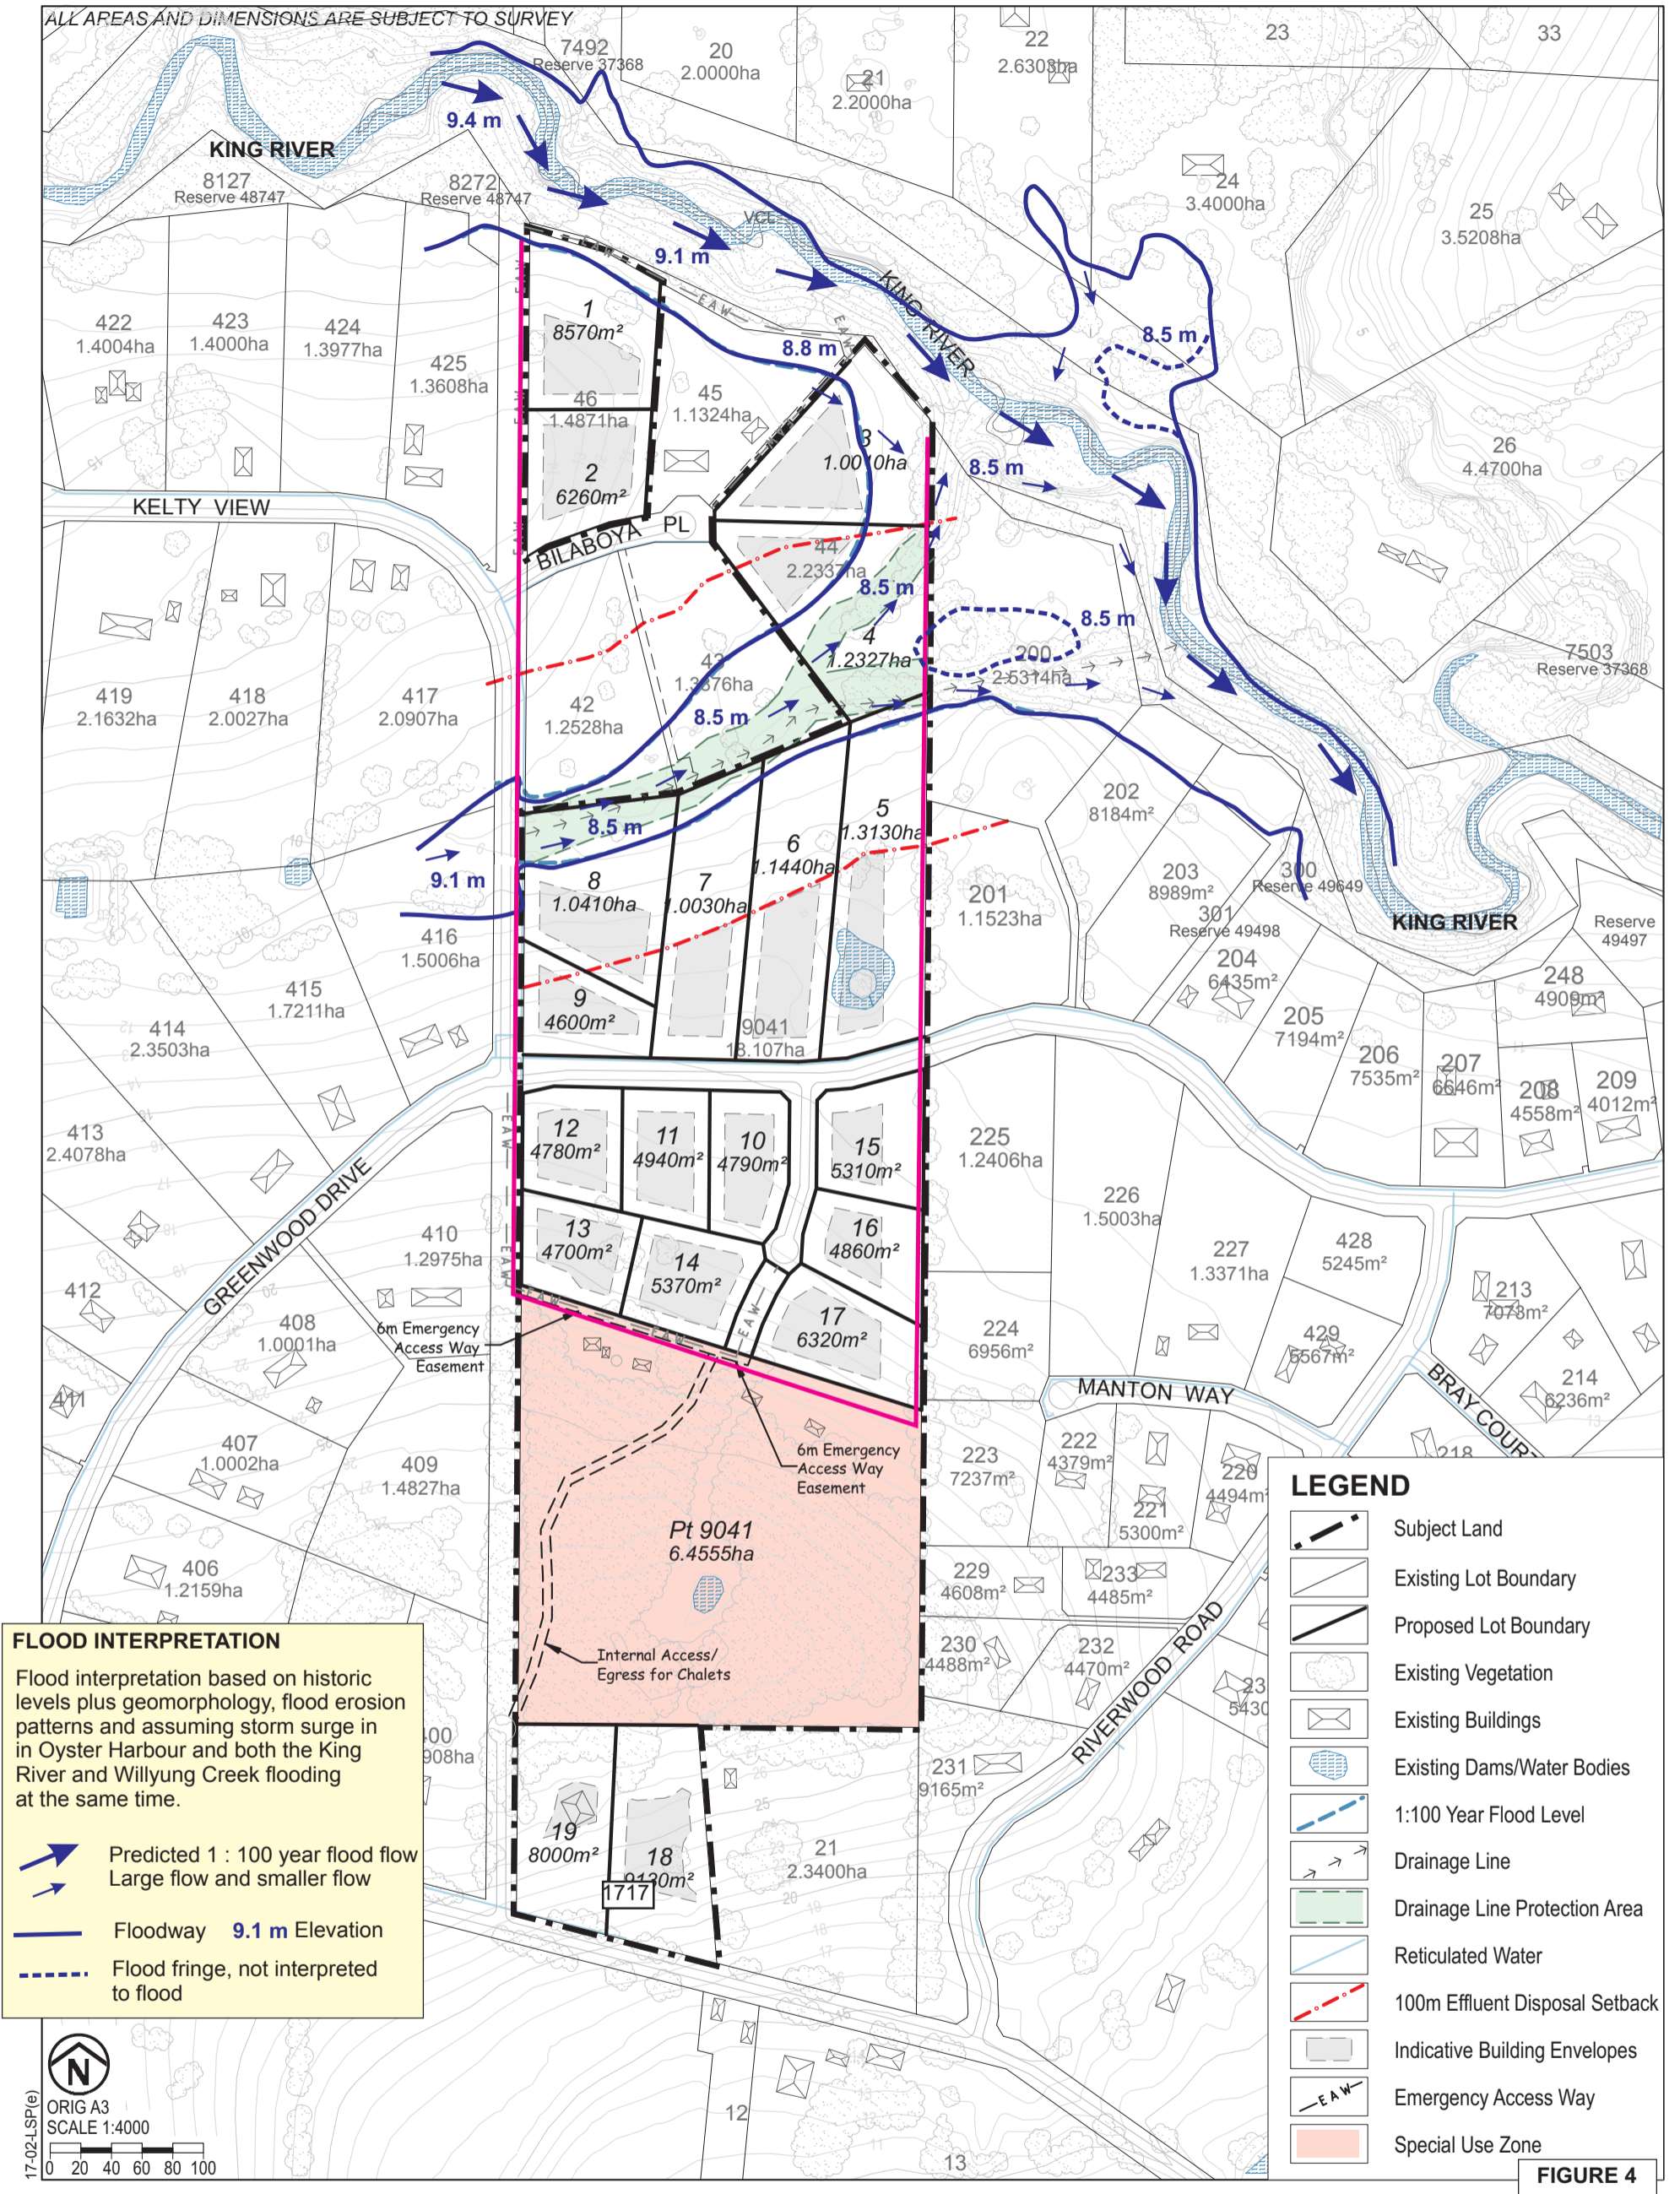 ALL AREAS AND DIMENSIONS ARE SUBJECT TO SURVEY
7492
Reserve 37368
20
2.0000ha
21
2.2000ha
22
2.6303ha
23
33
9.4 m
KING RIVER
8127
Reserve 48747
8272
Reserve 48747
VCL
9.1 m
KING RIVER
24
3.4000ha
25
3.5208ha
EAW
EAW
EAW
422
1.4004ha
423
1.4000ha
424
1.3977ha
425
1.3608ha
1
8570m²
46
1.4871ha
45
1.1324ha
8.8 m
8.5 m
2
6260m²
3
1.0010ha
8.5 m
26
4.4700ha
KELTY VIEW
BILABOYA PL
44
2.2337ha
8.5 m
8.5 m
4
1.2327ha
200
2.5314ha
7503
Reserve 37368
419
2.1632ha
418
2.0027ha
417
2.0907ha
42
1.2528ha
43
1.3376ha
8.5 m
8.5 m
9.1 m
5
1.3130ha
6
1.1440ha
7
1.0030ha
8
1.0410ha
9
4600m²
9041
18.107ha
202
8184m²
203
8989m²
201
1.1523ha
300
Reserve 49649
301
Reserve 49498
KING RIVER
Reserve
49497
204
6435m²
205
7194m²
206
7535m²
207
6646m²
248
4909m²
208
4558m²
209
4012m²
416
1.5006ha
415
1.7211ha
414
2.3503ha
413
2.4078ha
412
411
GREENWOOD DRIVE
410
1.2975ha
408
1.0001ha
407
1.0002ha
409
1.4827ha
406
1.2159ha
EAW
EAW
12
4780m²
11
4940m²
10
4790m²
15
5310m²
13
4700m²
14
5370m²
16
4860m²
17
6320m²
EAW
EAW
EAW
6m Emergency
Access Way
Easement
6m Emergency
Access Way
Easement
225
1.2406ha
226
1.5003ha
227
1.3371ha
428
5245m²
429
5567m²
213
7073m²
214
6236m²
224
6956m²
MANTON WAY
BRAY COURT
223
7237m²
222
4379m²
221
5300m²
220
4494m²
218
Pt 9041
6.4555ha
Internal Access/
Egress for Chalets
229
4608m²
233
4485m²
230
4488m²
232
4470m²
231
9165m²
RIVERWOOD ROAD
19
8000m²
18
9130m²
1717
21
2.3400ha
12
13
FLOOD INTERPRETATION
Flood interpretation based on historic
levels plus geomorphology, flood erosion
patterns and assuming storm surge in
in Oyster Harbour and both the King
River and Willyung Creek flooding
at the same time.
Predicted 1 : 100 year flood flow
Large flow and smaller flow
Floodway 9.1 m Elevation
Flood fringe, not interpreted
to flood
N
ORIG A3
SCALE 1:4000
0 20 40 60 80 100
17-02-LSP(e)
LEGEND
Subject Land
Existing Lot Boundary
Proposed Lot Boundary
Existing Vegetation
Existing Buildings
Existing Dams/Water Bodies
1:100 Year Flood Level
Drainage Line
Drainage Line Protection Area
Reticulated Water
100m Effluent Disposal Setback
Indicative Building Envelopes
EAW
Emergency Access Way
Special Use Zone
FIGURE 4